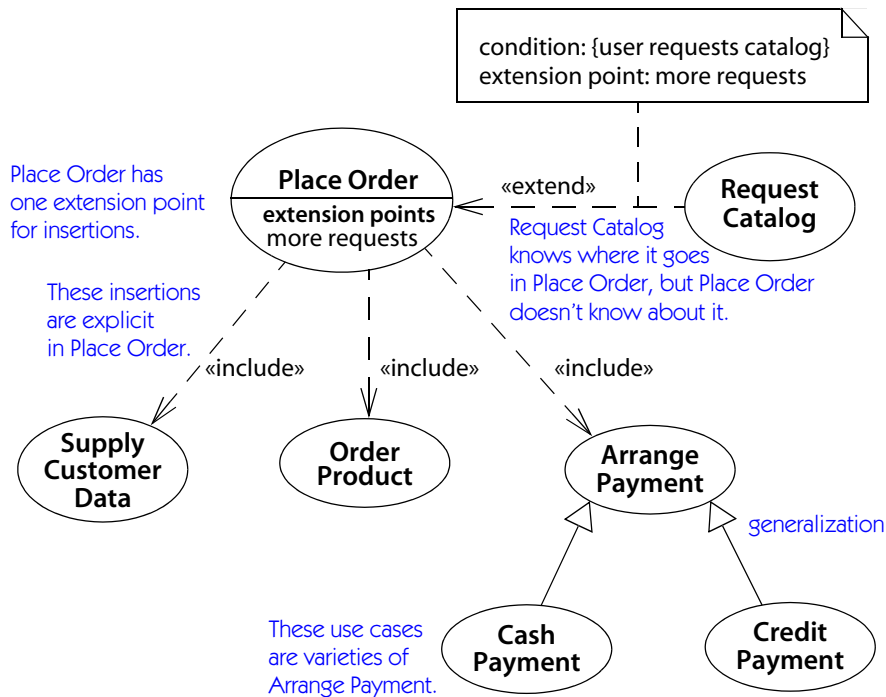 condition: {user requests catalog}
extension point: more requests
Place Order has
one extension point
for insertions.
Place Order
extension points
more requests
«extend»
Request
Catalog
Request Catalog
knows where it goes
in Place Order, but Place Order
doesn’t know about it.
These insertions
are explicit
in Place Order.
«include»
«include»
«include»
Supply
Customer
Data
Order
Product
Arrange
Payment
generalization
These use cases
are varieties of
Arrange Payment.
Cash
Payment
Credit
Payment